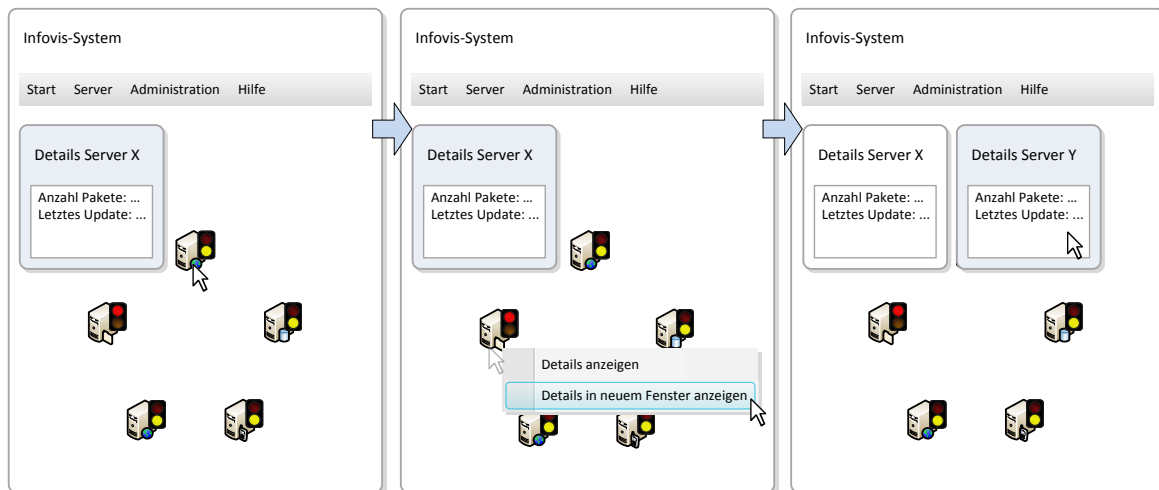 Infovis-System
Start Server Administration Hilfe
Details Server X
Anzahl Pakete: ...
Letztes Update: ...
Infovis-System
Start Server Administration Hilfe
Details Server X
Anzahl Pakete: ...
Letztes Update: ...
Details anzeigen
Details in neuem Fenster anzeigen
Infovis-System
Start Server Administration Hilfe
Details Server X
Anzahl Pakete: ...
Letztes Update: ...
Details Server Y
Anzahl Pakete: ...
Letztes Update: ...